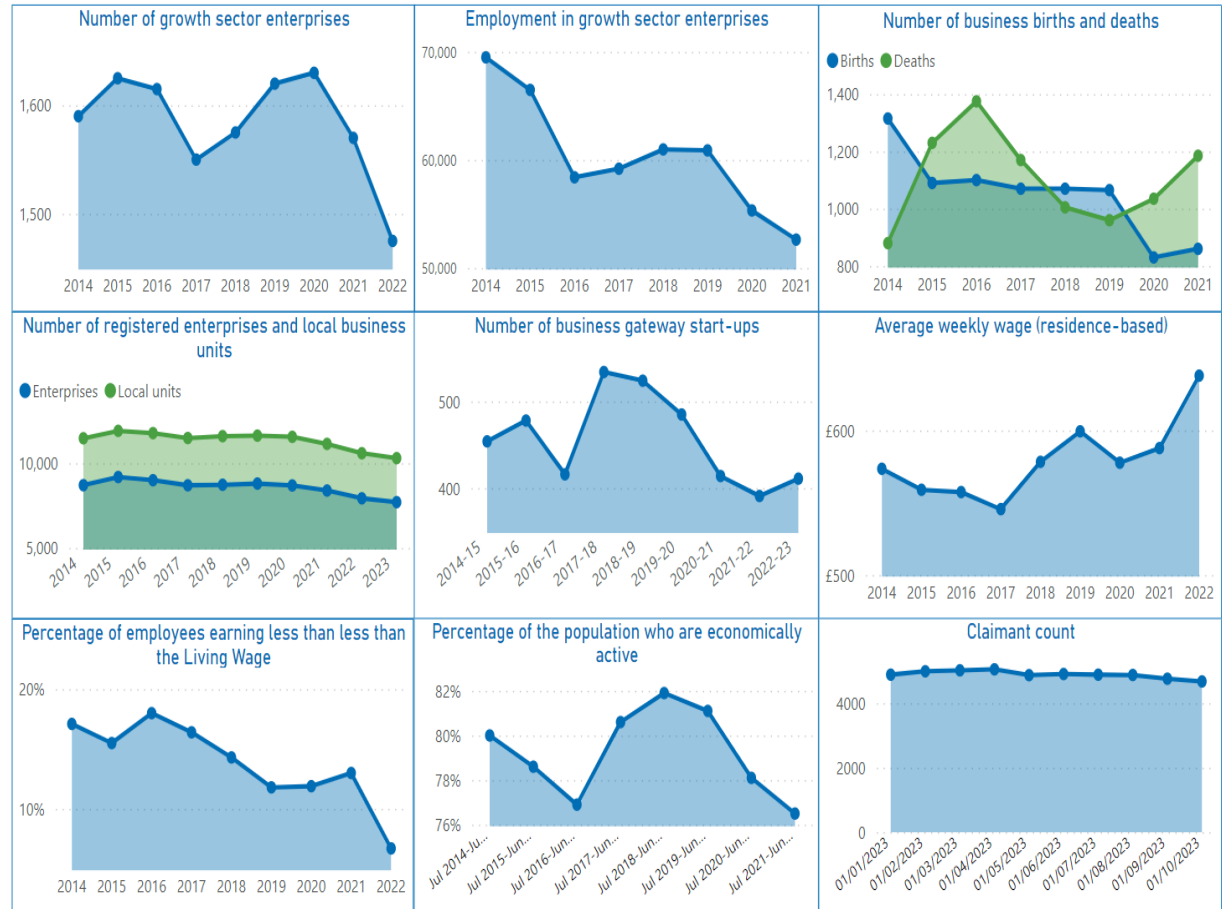 Number of growth sector enterprises
1,600
1,500
2014 2015 2016 2017 2018 2019 2020 2021 2022
Employment in growth sector enterprises
70,000
60,000
50,000
2014 2015 2016 2017 2018 2019 2020 2021
Number of business births and deaths
Births Deaths
1,400
1,200
1,000
800
2014 2015 2016 2017 2018 2019 2020 2021
Number of registered enterprises and local business
units
Enterprises Local units
10,000
5,000
2014 2015 2016 2017 2018 2019 2020 2021 2022 2023
Number of business gateway start-ups
500
400
2014-15 2015-16 2016-17 2017-18 2018-19 2019-20 2020-21 2021-22 2022-23
Average weekly wage (residence-based)
£600
£500
2014 2015 2016 2017 2018 2019 2020 2021 2022
Percentage of employees earning less than less than
the Living Wage
20%
10%
2014 2015 2016 2017 2018 2019 2020 2021 2022
Percentage of the population who are economically
active
82%
80%
78%
76%
Jul 2014-Ju... Jul 2015-Jun... Jul 2016-Jun... Jul 2017-Jun... Jul 2018-Jun... Jul 2019-Jun... Jul 2020-Jun... Jul 2021-Jun...
Claimant count
4000
2000
0
01/01/2023 01/02/2023 01/03/2023 01/04/2023 01/05/2023 01/06/2023 01/07/2023 01/08/2023 01/09/2023 01/10/2023